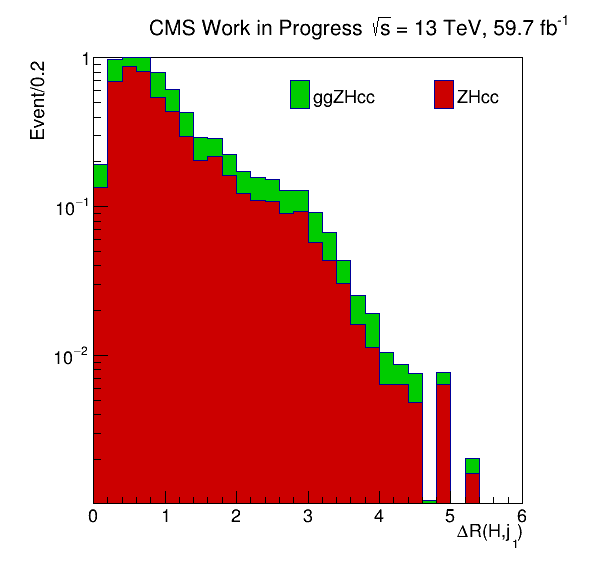 CMS Work in Progress √s = 13 TeV, 59.7 fb⁻¹
Event/0.2
ggZHcc ZHcc
1
10⁻¹
10⁻²
0 1 2 3 4 5 6
ΔR(H,j₁)